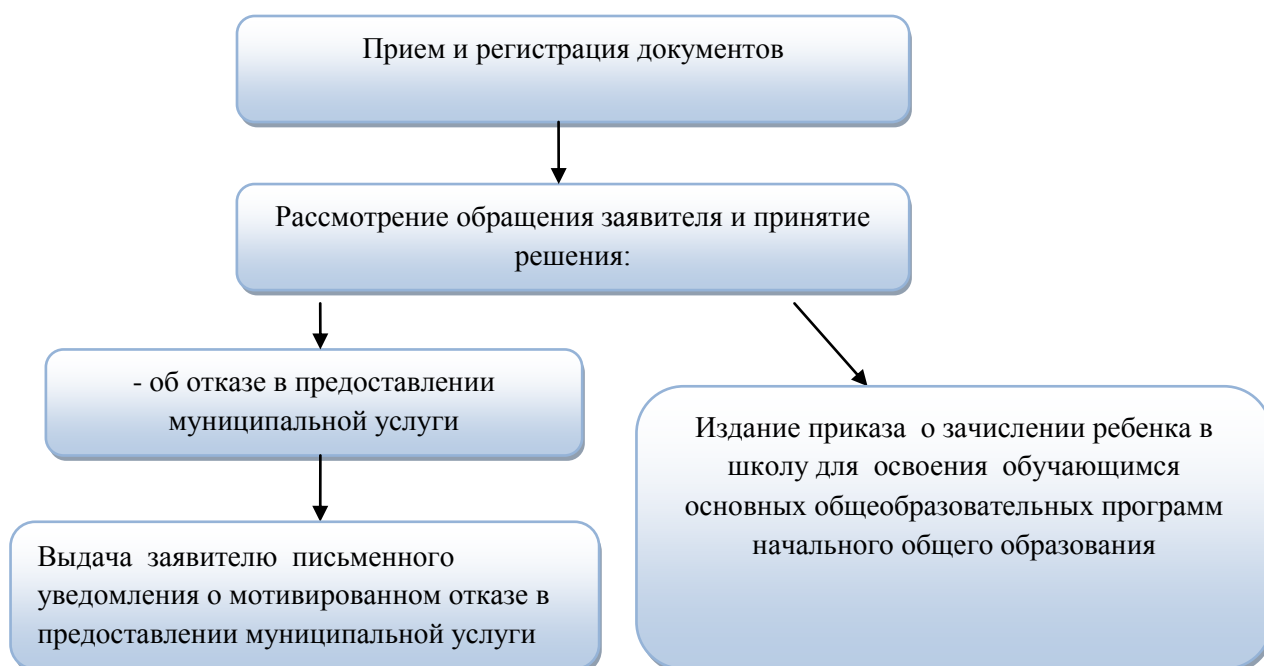 Прием и регистрация документов
Рассмотрение обращения заявителя и принятие
решения:
- об отказе в предоставлении
муниципальной услуги
Выдача заявителю письменного
уведомления о мотивированном отказе в
предоставлении муниципальной услуги
Издание приказа о зачислении ребенка в
школу для освоения обучающимся
основных общеобразовательных программ
начального общего образования